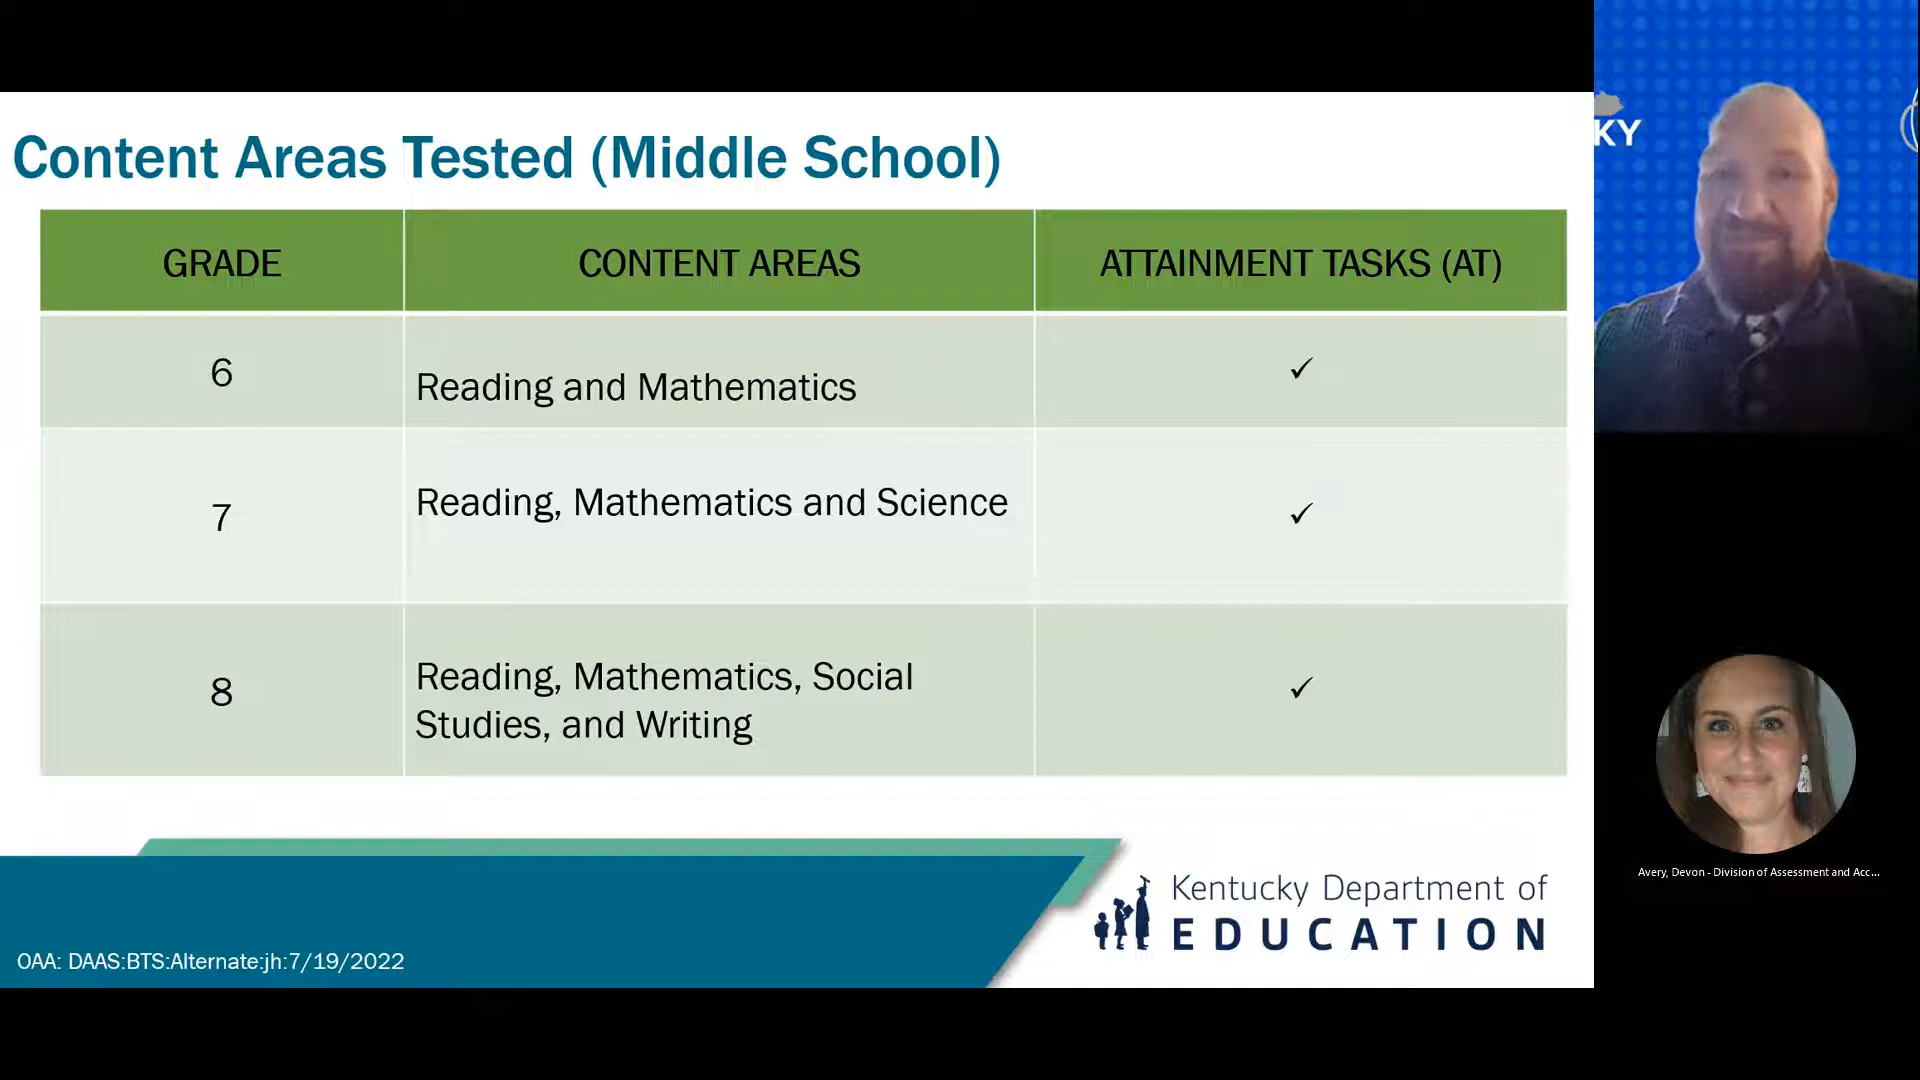 Content Areas Tested (Middle School)
GRADE
CONTENT AREAS
ATTAINMENT TASKS (AT)
6
Reading and Mathematics
✓
7
Reading, Mathematics and Science
✓
8
Reading, Mathematics, Social
Studies, and Writing
✓
OAA: DAAS:BTS:Alternate:jh:7/19/2022
Kentucky Department of
EDUCATION
KY
Avery, Devon - Division of Assessment and Acc...